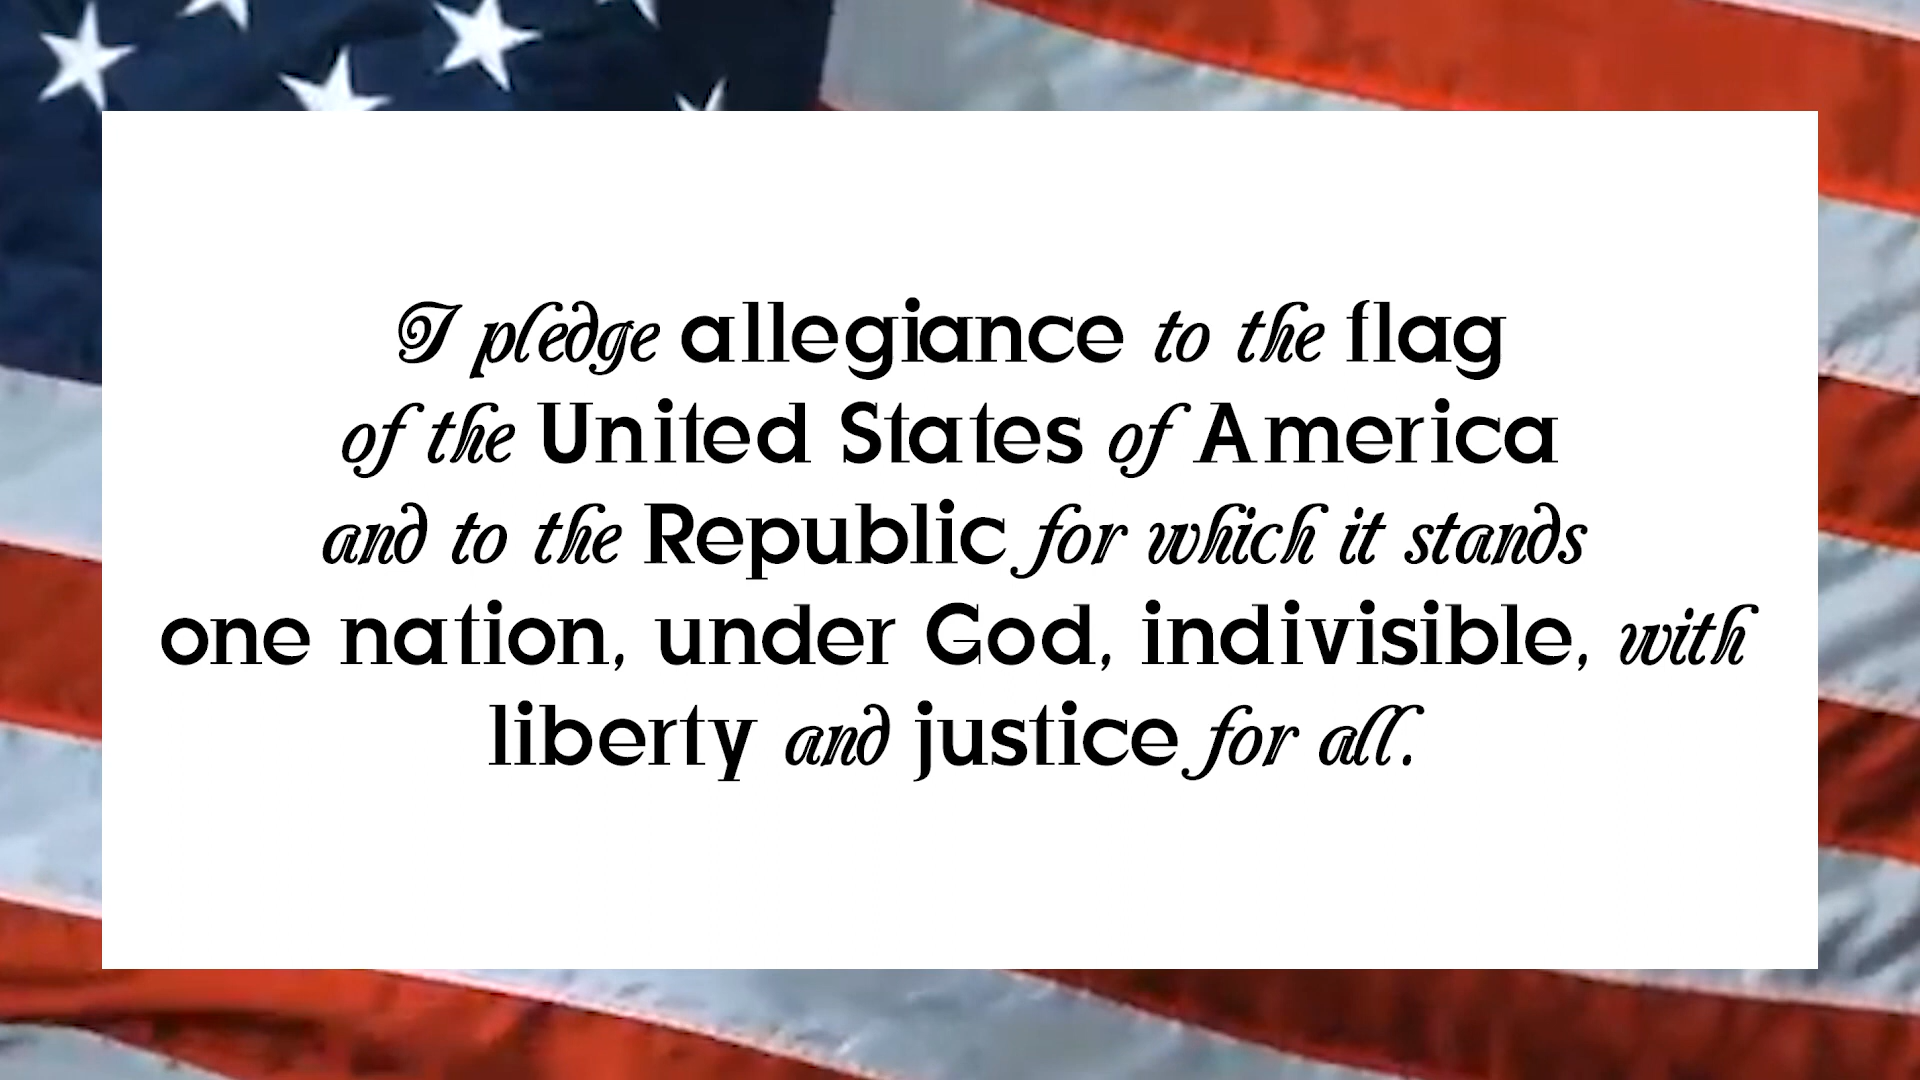 I pledge allegiance to the flag
of the United States of America
and to the Republic for which it stands
one nation, under God, indivisible, with
liberty and justice for all.